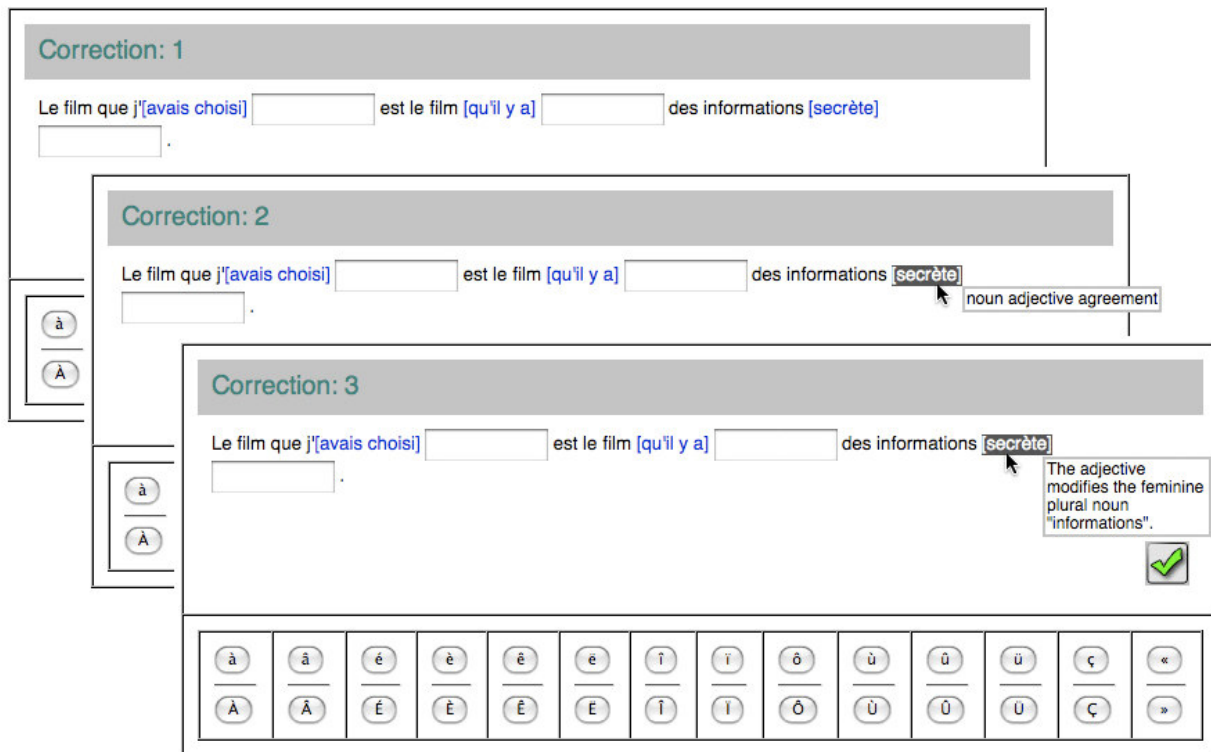 Correction: 1
Le film que j'[avais choisi] est le film [qu'il y a] des informations [secrète]
.
Correction: 2
Le film que j'[avais choisi] est le film [qu'il y a] des informations [secrète]
noun adjective agreement
.
à
À
Correction: 3
Le film que j'[avais choisi] est le film [qu'il y a] des informations [secrète]
.
The adjective
modifies the feminine
plural noun
"informations".
à
À
à â é è ê ë î ï ô ù û ü ç «
À Â É È Ê Ë Î Ï Ô Ù Û Ü Ç »